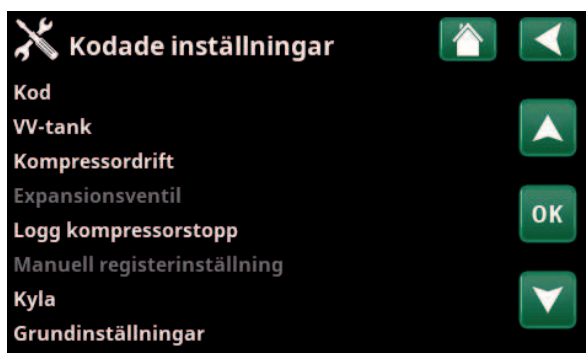 Kodade inställningar
Kod
VV-tank
Kompressordrift
Expansionsventil
OK
Logg kompressorstopp
Manuell registerinställning
Kyla
Grundinställningar